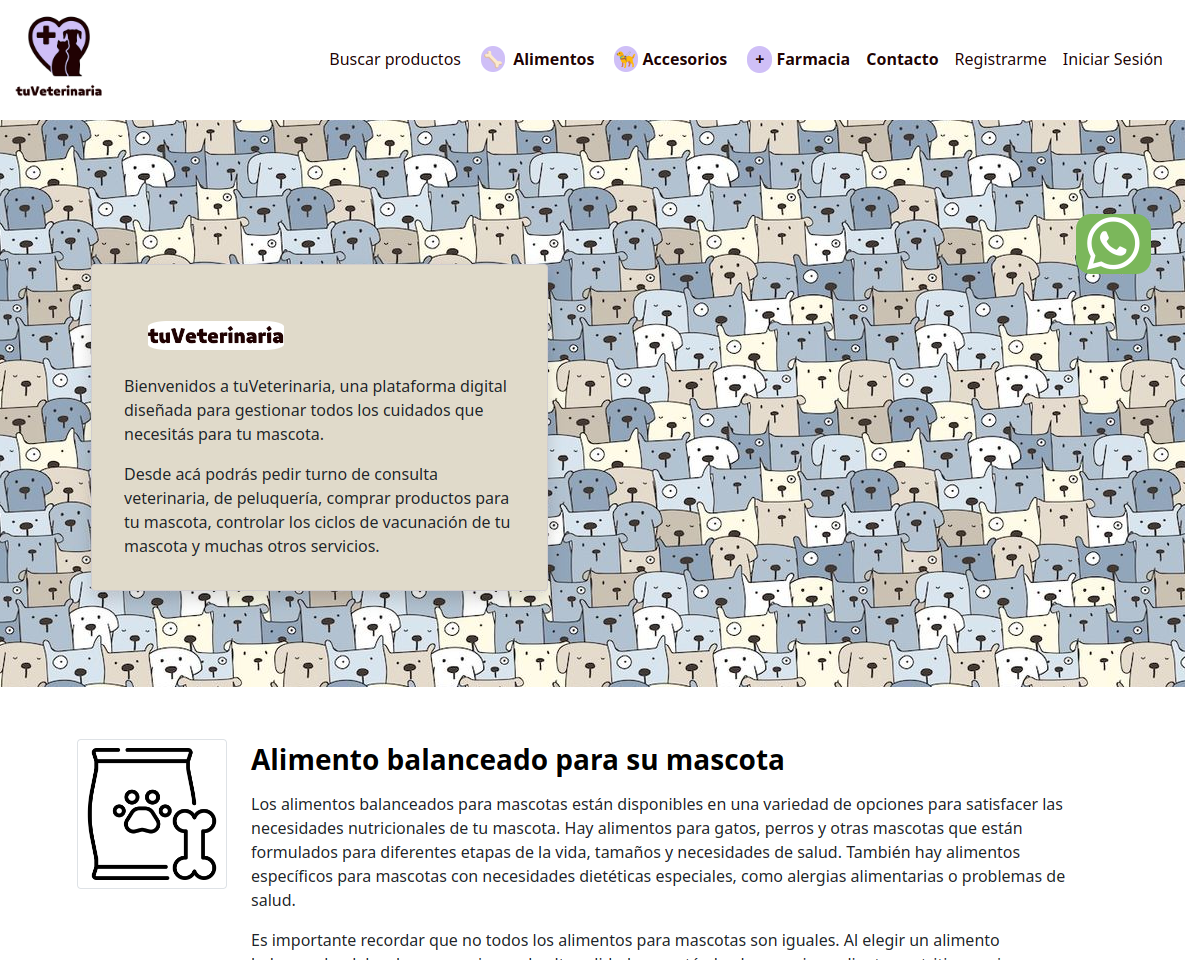 tuVeterinaria
Buscar productos Alimentos Accesorios + Farmacia Contacto Registrarme Iniciar Sesión
tuVeterinaria
Bienvenidos a tuVeterinaria, una plataforma digital
diseñada para gestionar todos los cuidados que
necesitás para tu mascota.
Desde acá podrás pedir turno de consulta
veterinaria, de peluquería, comprar productos para
tu mascota, controlar los ciclos de vacunación de tu
mascota y muchas otros servicios.
Alimento balanceado para su mascota
Los alimentos balanceados para mascotas están disponibles en una variedad de opciones para satisfacer las
necesidades nutricionales de tu mascota. Hay alimentos para gatos, perros y otras mascotas que están
formulados para diferentes etapas de la vida, tamaños y necesidades de salud. También hay alimentos
específicos para mascotas con necesidades dietéticas especiales, como alergias alimentarias o problemas de
salud.
Es importante recordar que no todos los alimentos para mascotas son iguales. Al elegir un alimento